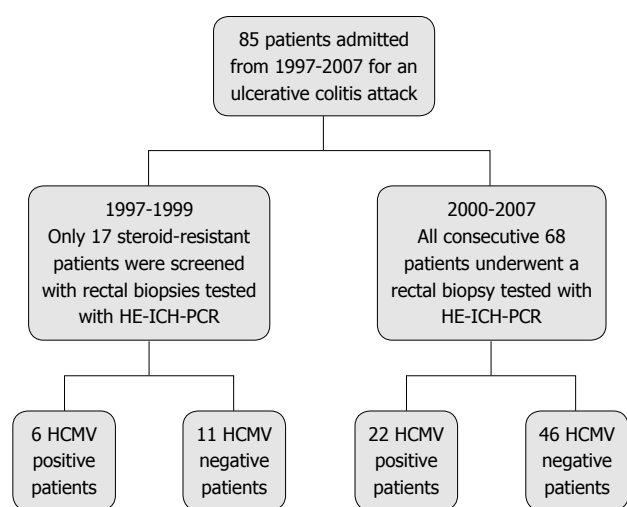 85 patients admitted
from 1997-2007 for an
ulcerative colitis attack
1997-1999
Only 17 steroid-resistant
patients were screened
with rectal biopsies tested
with HE-ICH-PCR
2000-2007
All consecutive 68
patients underwent a
rectal biopsy tested with
HE-ICH-PCR
6 HCMV
positive
patients
11 HCMV
negative
patients
22 HCMV
positive
patients
46 HCMV
negative
patients